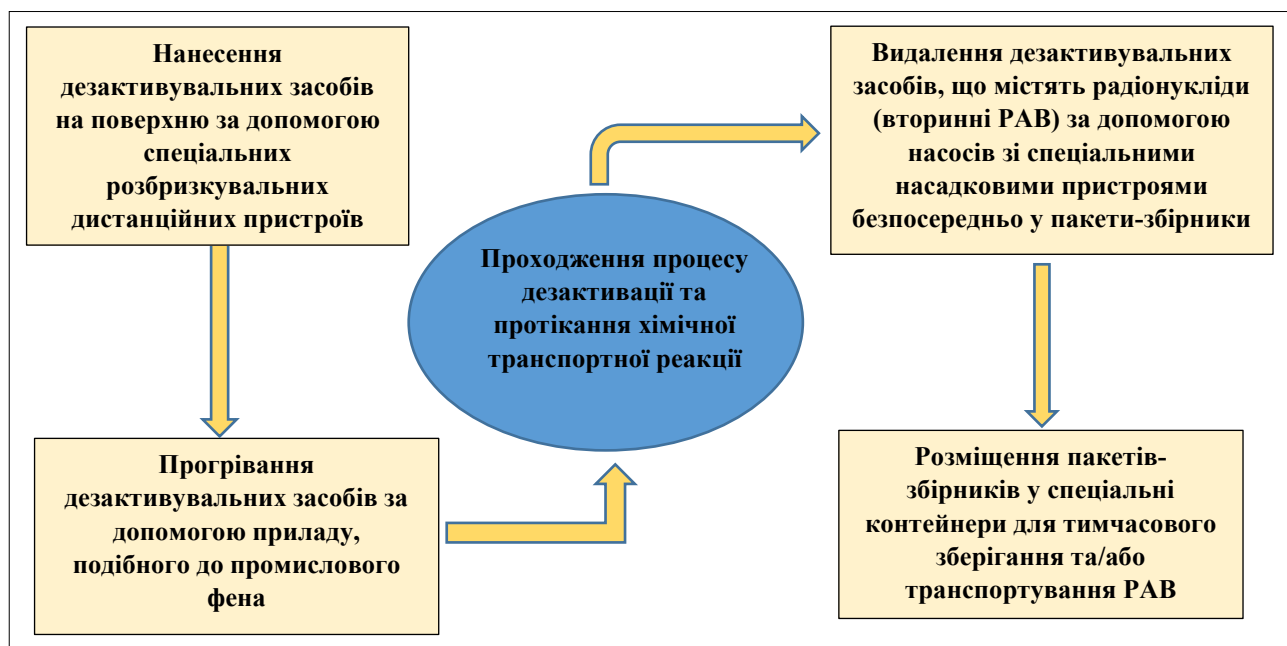 Нанесення
дезактивувальних засобів
на поверхню за допомогою
спеціальних
розбризкувальних
дистанційних пристроїв
Прогрівання
дезактивувальних засобів за
допомогою приладу,
подібного до промислового
фена
Проходження процесу
дезактивації та
протікання хімічної
транспортної реакції
Видалення дезактивувальних
засобів, що містять радіонукліди
(вторинні РАВ) за допомогою
насосів зі спеціальними
насадковими пристроями
безпосередньо у пакети-збірники
Розміщення пакетів-
збірників у спеціальні
контейнери для тимчасового
зберігання та/або
транспортування РАВ